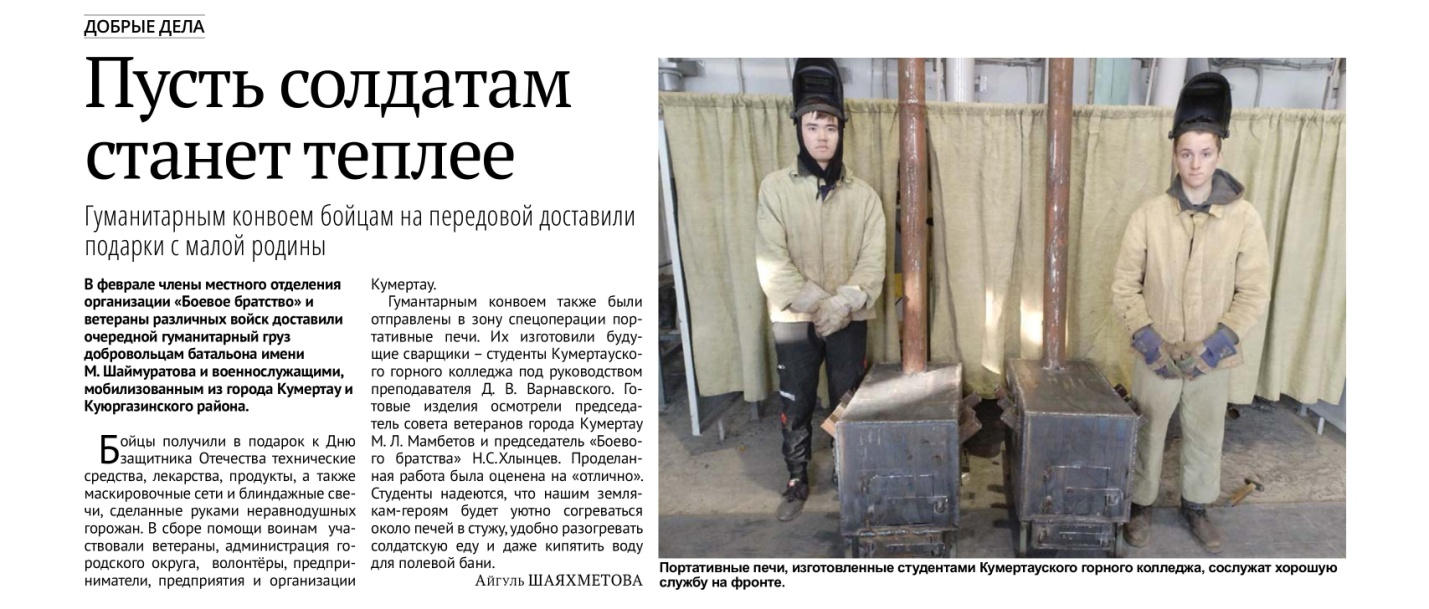 ДОБРЫЕ ДЕЛА
Пусть солдатам
станет теплее
Гуманитарным конвоем бойцам на передовой доставили
подарки с малой родины
В феврале члены местного отделения
организации «Боевое братство» и
ветераны различных войск доставили
очередной гуманитарный груз
добровольцам батальона имени
М. Шаймуратова и военнослужащими,
мобилизованным из города Кумертау и
Куюргазинского района.
Бойцы получили в подарок к Дню
защитника Отечества технические
средства, лекарства, продукты, а также
маскировочные сети и блиндажные све-
чи, сделанные руками неравнодушных
горожан. В сборе помощи воинам уча-
ствовали ветераны, администрация го-
родского округа, волонтёры, предпри-
ниматели, предприятия и организации
Кумертау.
Гумантарным конвоем также были
отправлены в зону спецоперации пор-
тативные печи. Их изготовили буду-
щие сварщики – студенты Кумертауско-
го горного колледжа под руководством
преподавателя Д. В. Варнавского. Го-
товые изделия осмотрели председа-
тель совета ветеранов города Кумертау
М. Л. Мамбетов и председатель «Боево-
го братства» Н.С.Хлынцев. Проделан-
ная работа была оценена на «отлично».
Студенты надеются, что нашим земля-
кам-героям будет уютно согреваться
около печей в стужу, удобно разогревать
солдатскую еду и даже кипятить воду
для полевой бани.
Айгуль ШАЯХМЕТОВА
Портативные печи, изготовленные студентами Кумертауского горного колледжа, сослужат хорошую
службу на фронте.